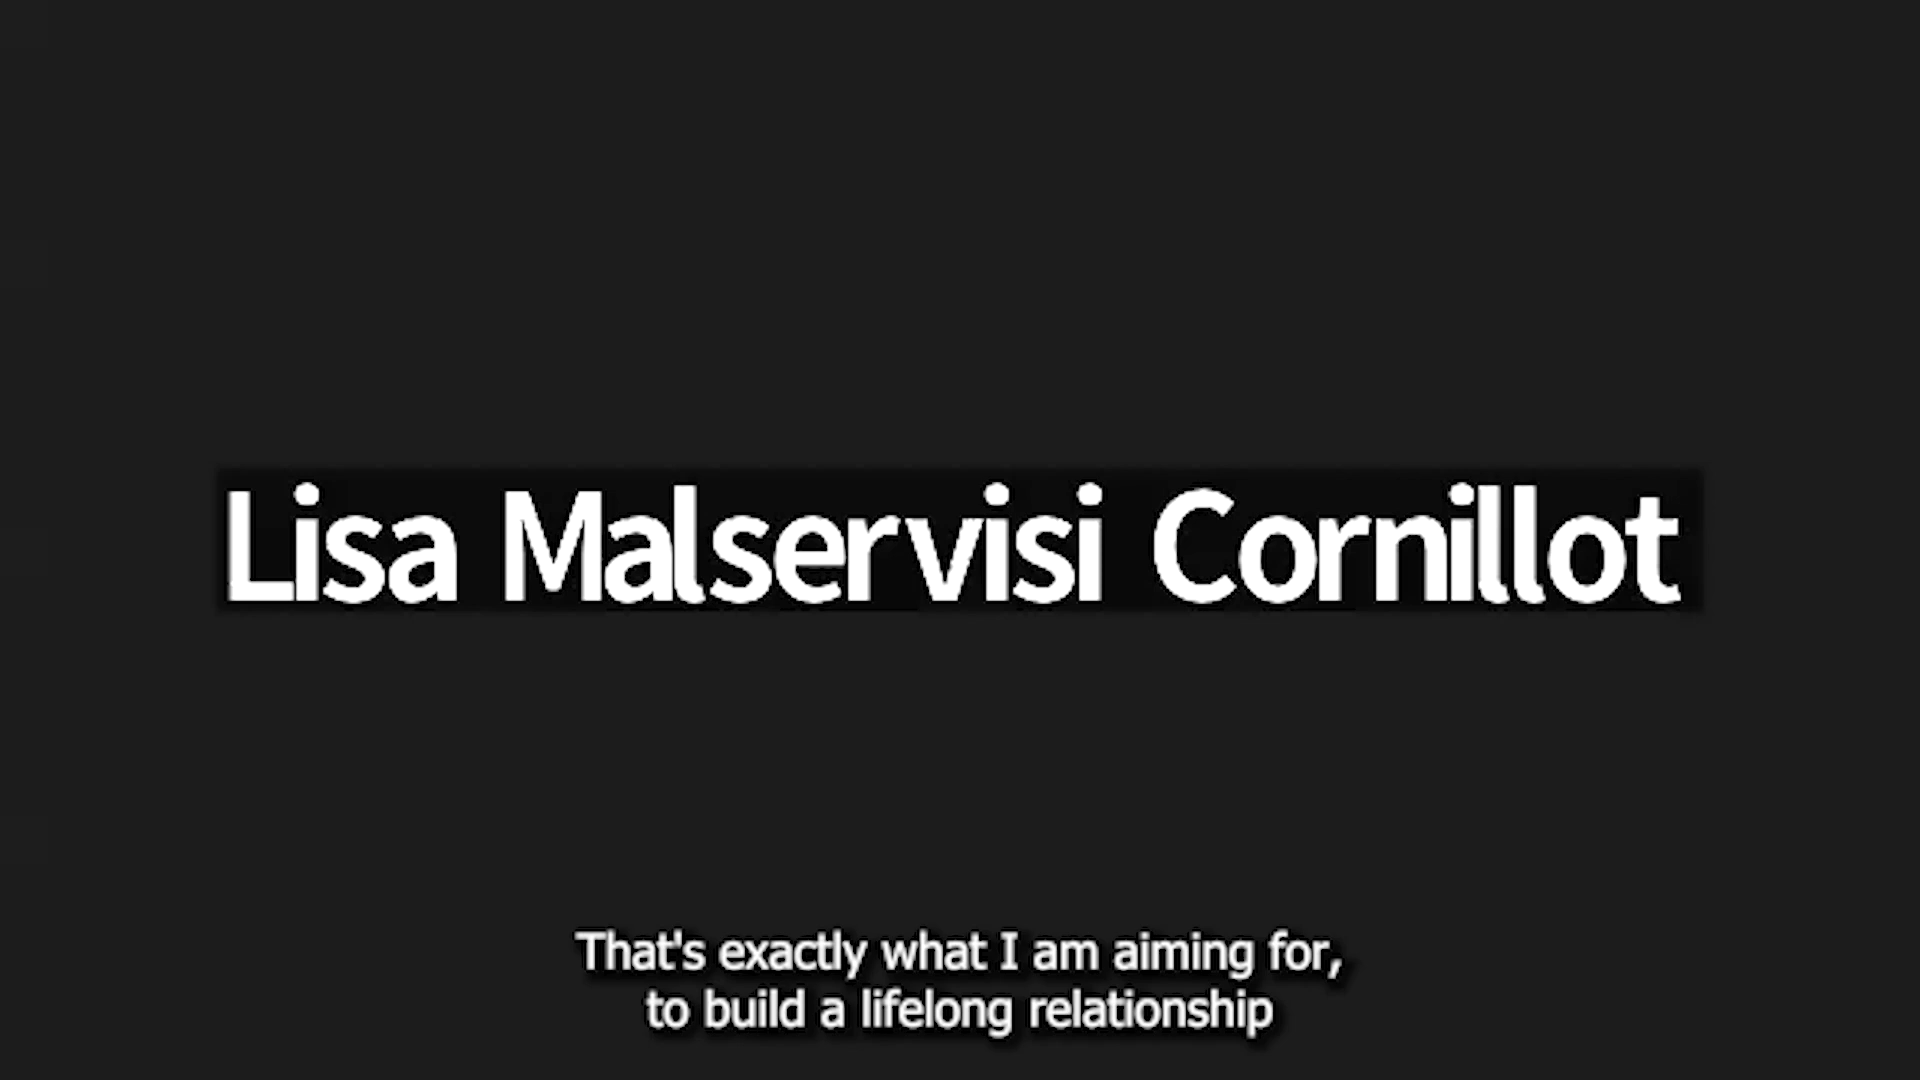 Lisa Malservisi Cornillot
That's exactly what I am aiming for,
to build a lifelong relationship